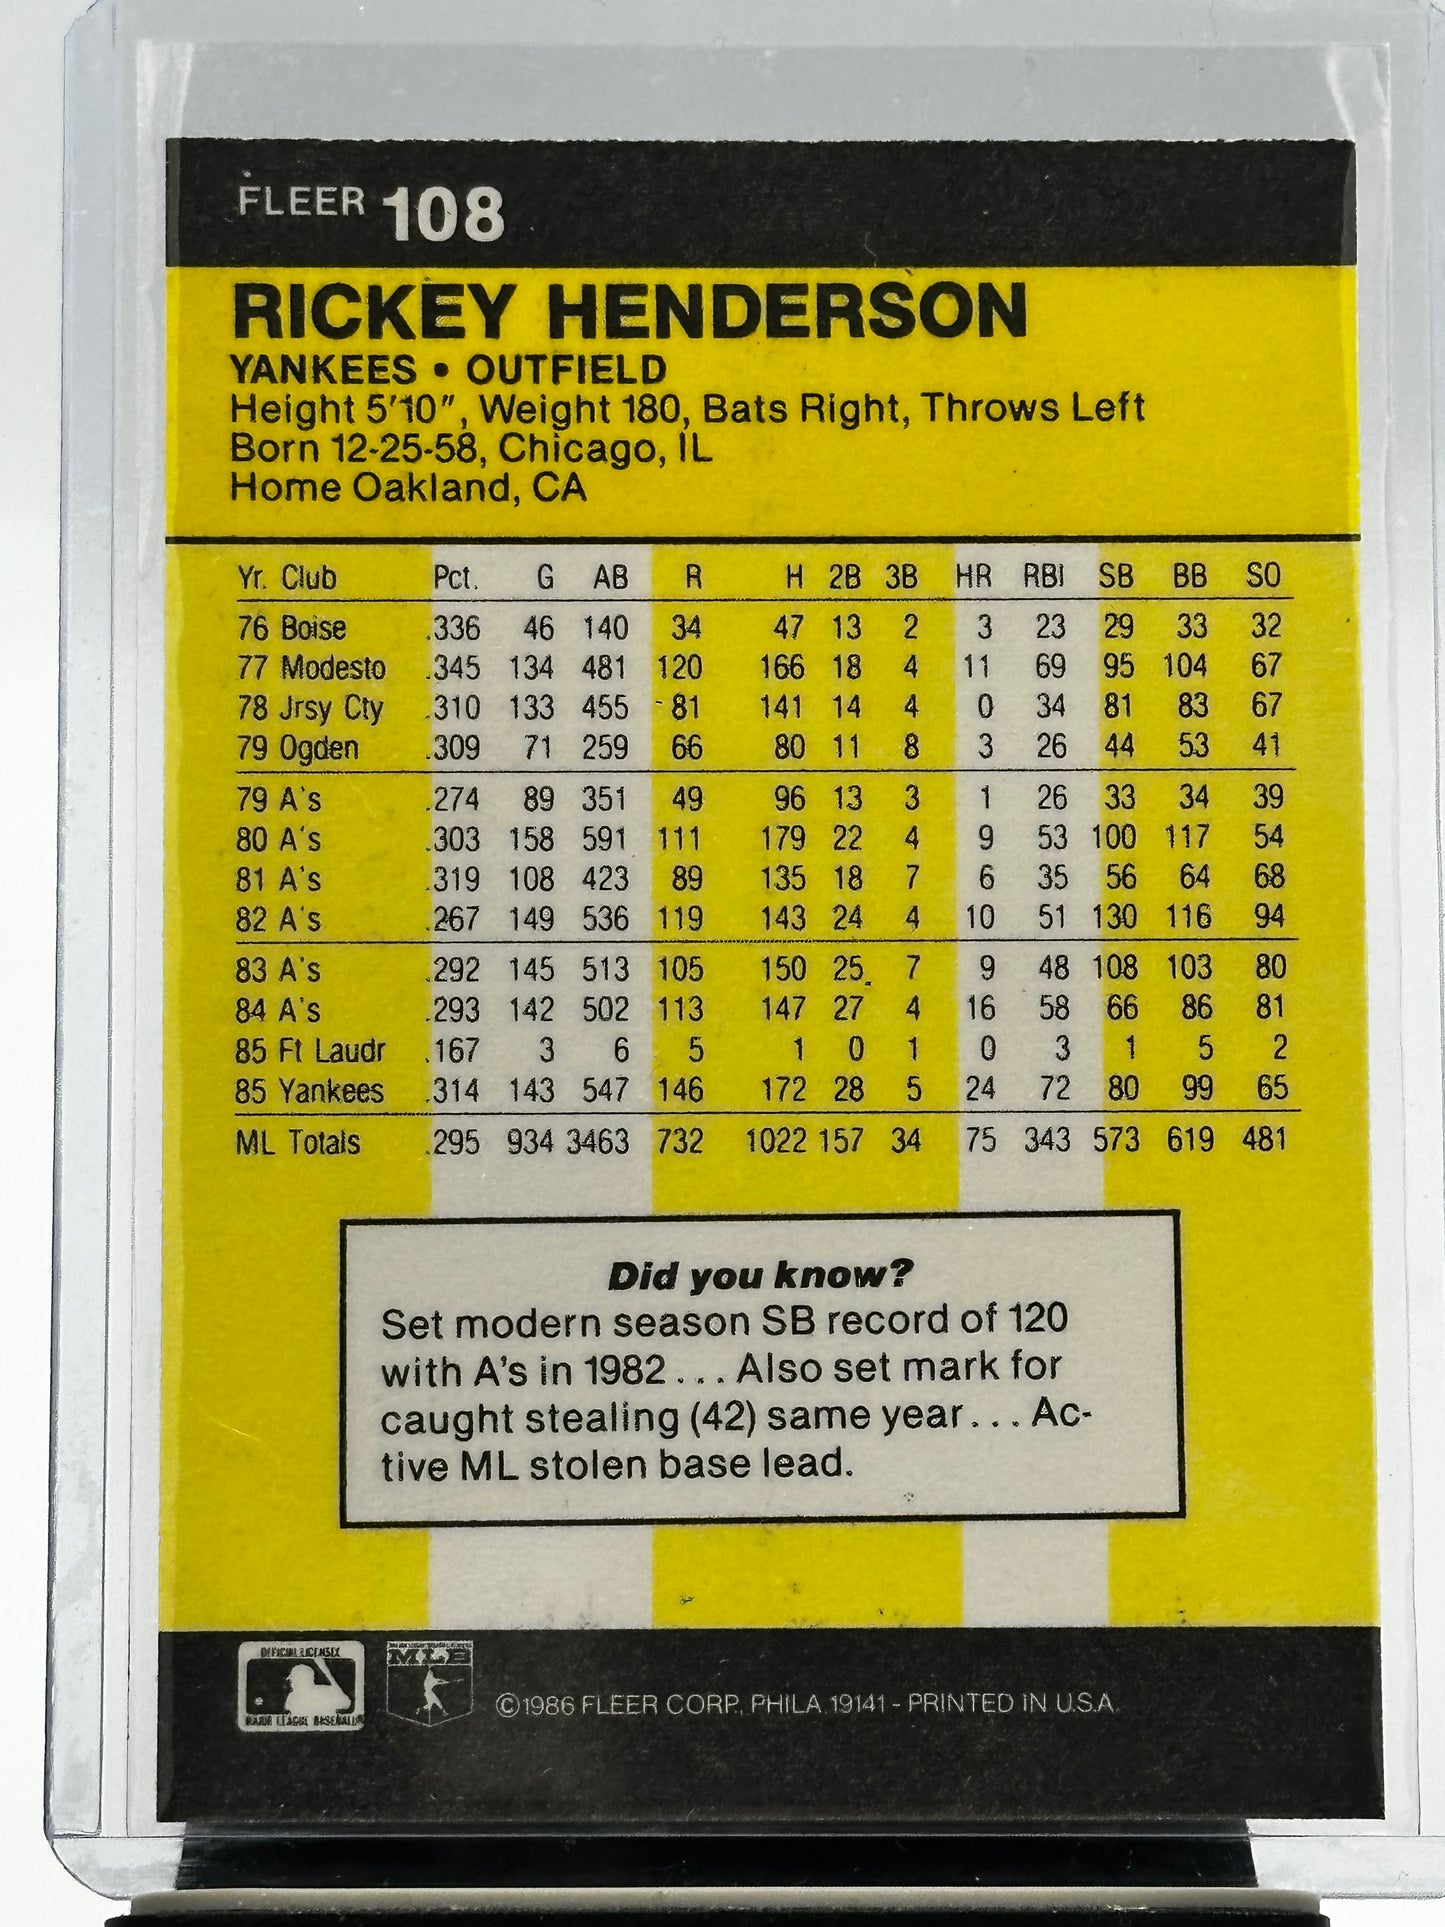 FLEER 108
RICKEY HENDERSON
YANKEES • OUTFIELD
Height 5'10", Weight 180, Bats Right, Throws Left
Born 12-25-58, Chicago, IL
Home Oakland, CA
Yr. Club Pct. G AB R H 2B 3B HR RBI SB BB SO
76 Boise .336 46 140 34 47 13 2 3 23 29 33 32
77 Modesto .345 134 481 120 166 18 4 11 69 95 104 67
78 Jrsy Cty .310 133 455 81 141 14 4 0 34 81 83 67
79 Ogden .309 71 259 66 80 11 8 3 26 44 53 41
79 A's .274 89 351 49 96 13 3 1 26 33 34 39
80 A's .303 158 591 111 179 22 4 9 53 100 117 54
81 A's .319 108 423 89 135 18 7 6 35 56 64 68
82 A's .267 149 536 119 143 24 4 10 51 130 116 94
83 A's .292 145 513 105 150 25 7 9 48 108 103 80
84 A's .293 142 502 113 147 27 4 16 58 66 86 81
85 Ft Laudr .167 3 6 5 1 0 1 0 3 1 5 2
85 Yankees .314 143 547 146 172 28 5 24 72 80 99 65
ML Totals .295 934 3463 732 1022 157 34 75 343 573 619 481
Did you know?
Set modern season SB record of 120
with A's in 1982 . . . Also set mark for
caught stealing (42) same year . . . Ac-
tive ML stolen base lead.
OFFICIAL LICENSEE
MAJOR LEAGUE BASEBALL
MLB
©1986 FLEER CORP., PHILA. 19141 - PRINTED IN U.S.A.